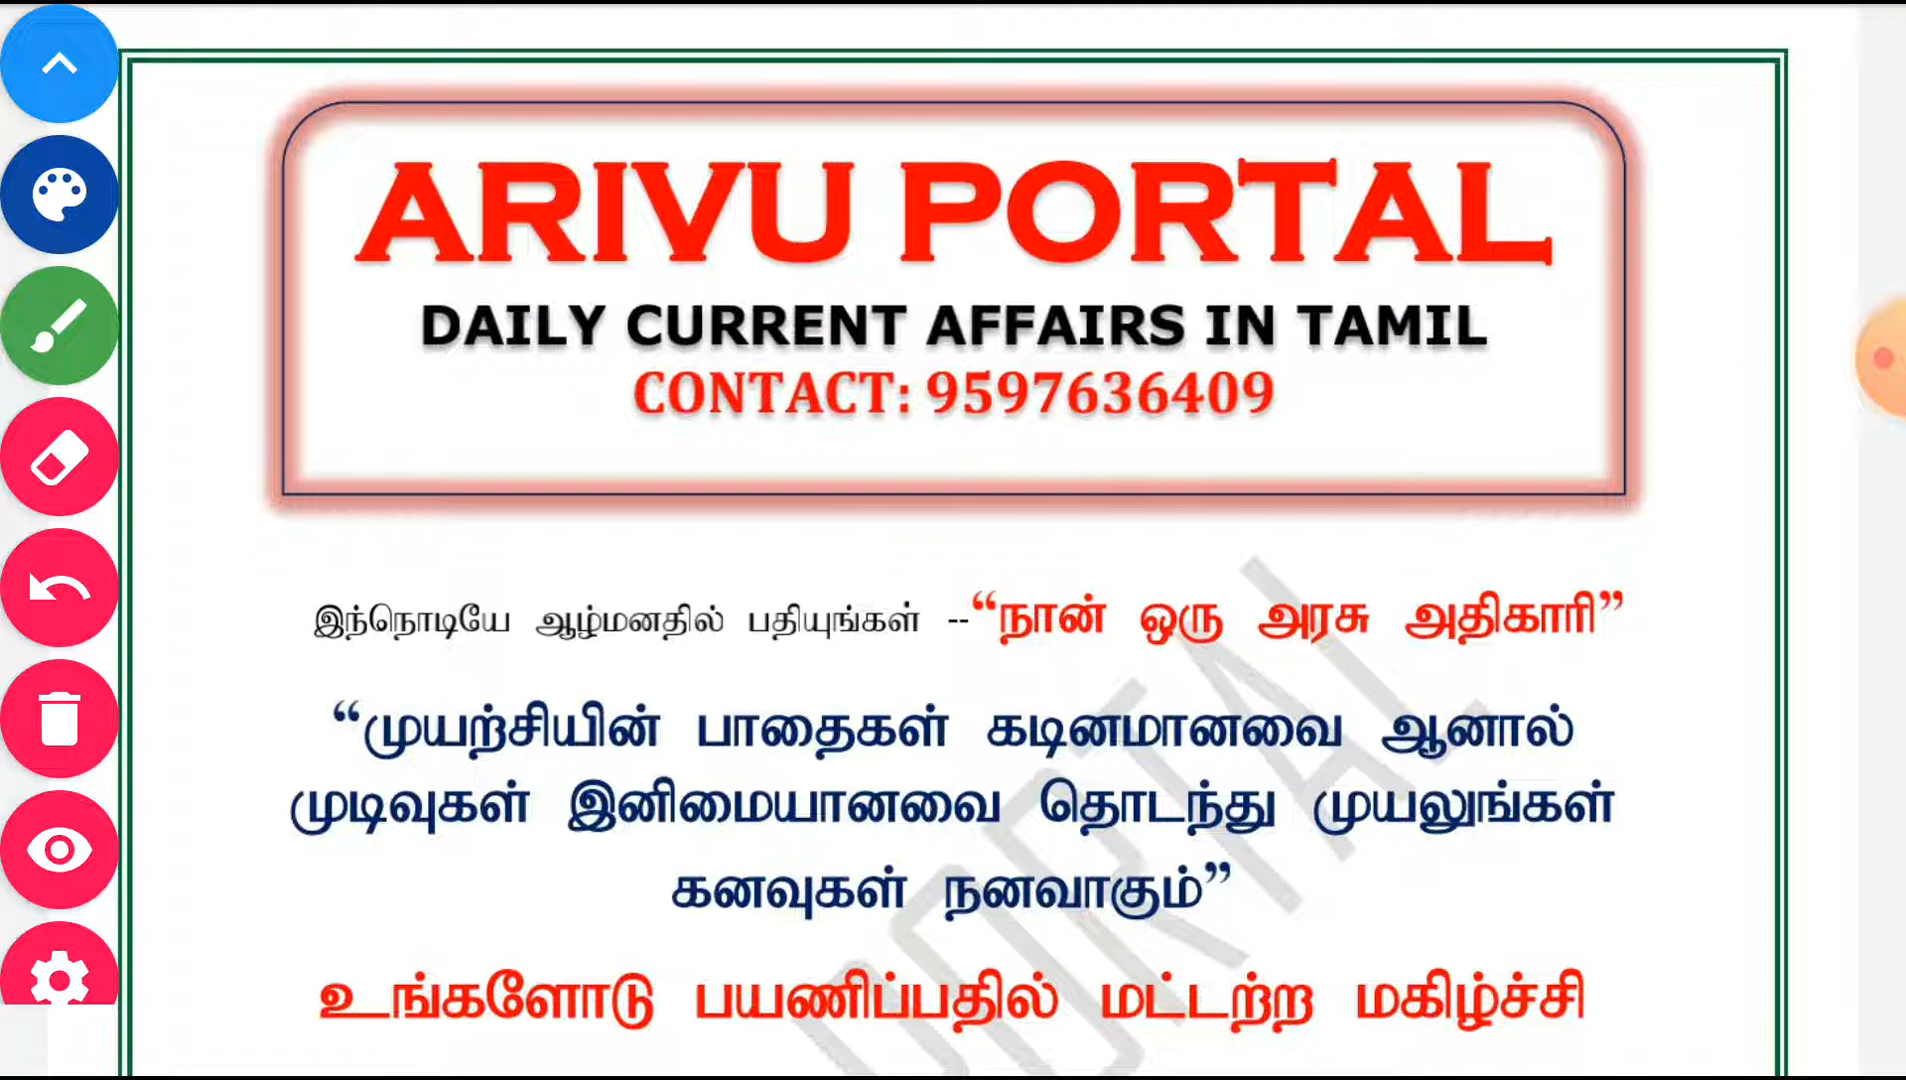 ARIVU PORTAL
DAILY CURRENT AFFAIRS IN TAMIL
CONTACT: 9597636409
இந்நொடியே ஆழ்மனதில் பதியுங்கள் --“நான் ஒரு அரசு அதிகாரி”
“முயற்சியின் பாதைகள் கடினமானவை ஆனால்
முடிவுகள் இனிமையானவை தொடந்து முயலுங்கள்
கனவுகள் நனவாகும்”
உங்களோடு பயணிப்பதில் மட்டற்ற மகிழ்ச்சி
PORTAL